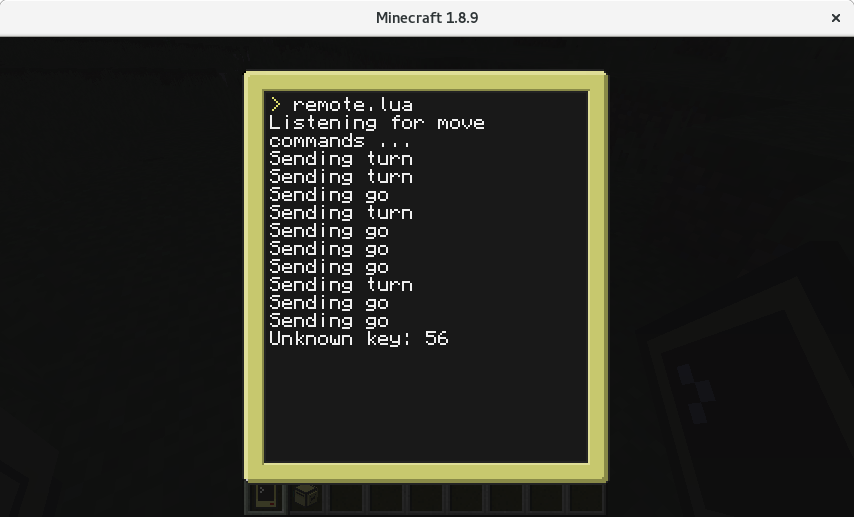 Minecraft 1.8.9
> remote.lua
Listening for move
commands ...
Sending turn
Sending turn
Sending go
Sending turn
Sending go
Sending go
Sending go
Sending turn
Sending go
Sending go
Unknown key: 56